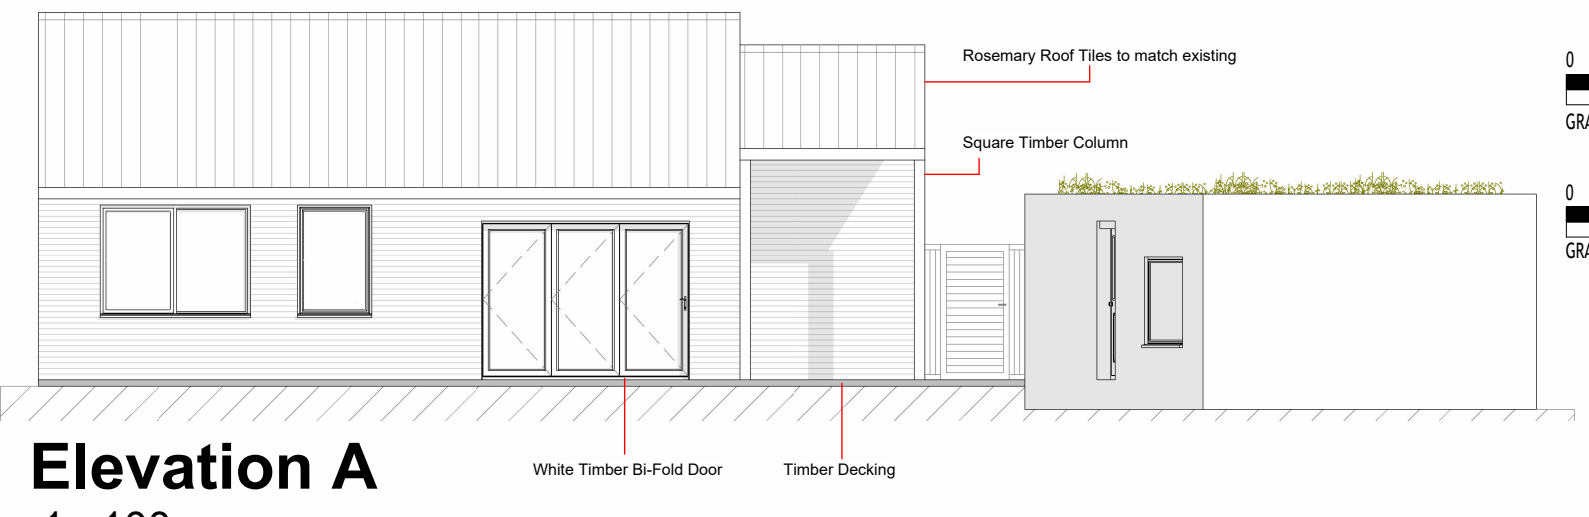 Rosemary Roof Tiles to match existing
0
Square Timber Column
0
White Timber Bi-Fold Door
Timber Decking
Elevation A